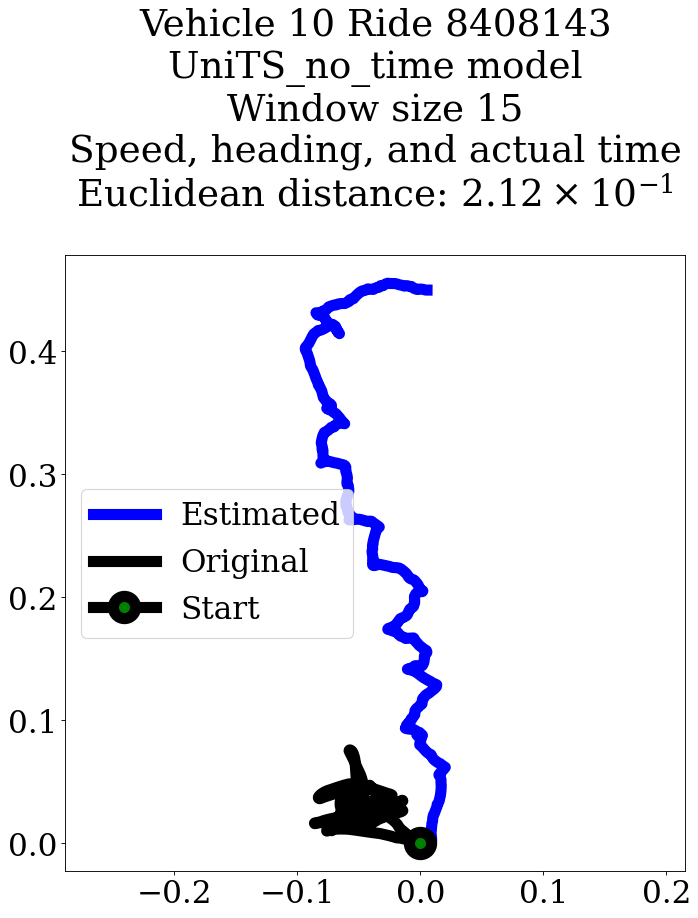 Vehicle 10 Ride 8408143
UniTS_no_time model
Window size 15
Speed, heading, and actual time
Euclidean distance: 2.12 × 10⁻¹
0.4
0.3
0.2
0.1
0.0
Estimated
Original
Start
−0.2 −0.1 0.0 0.1 0.2